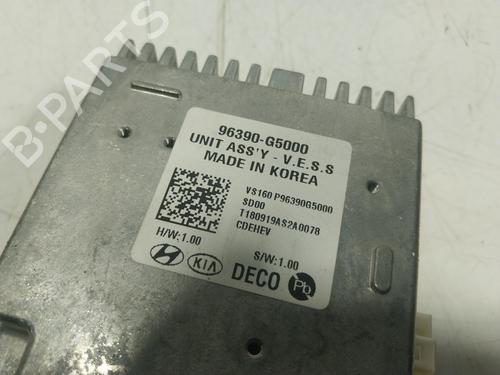 B-PARTS
96390-G5000
UNIT ASS'Y - V.E.S.S
MADE IN KOREA
VS160 P96390G5000
SD00
T180919AS2A0078
CDEHEV
H/W:1.00
S/W:1.00
KIA
DECO
Pb